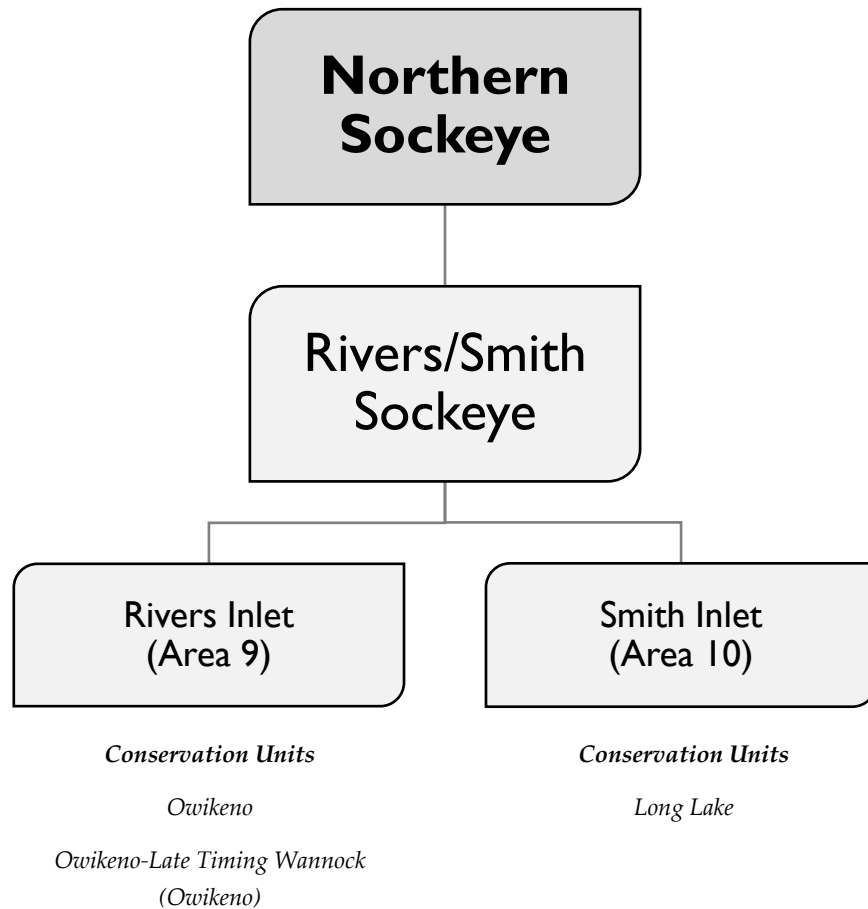 Northern
Sockeye
Rivers/Smith
Sockeye
Rivers Inlet
(Area 9)
Smith Inlet
(Area 10)
Conservation Units
Owikeno
Owikeno-Late Timing Wannock
(Owikeno)
Conservation Units
Long Lake